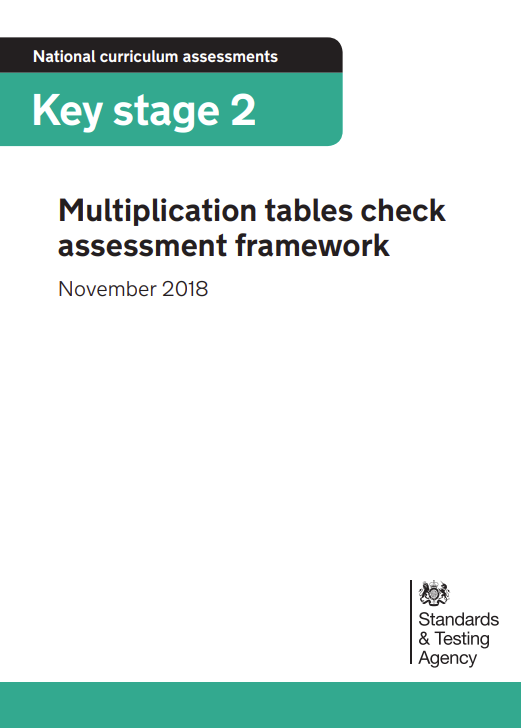 National curriculum assessments
Key stage 2
Multiplication tables check
assessment framework
November 2018
Standards
& Testing
Agency